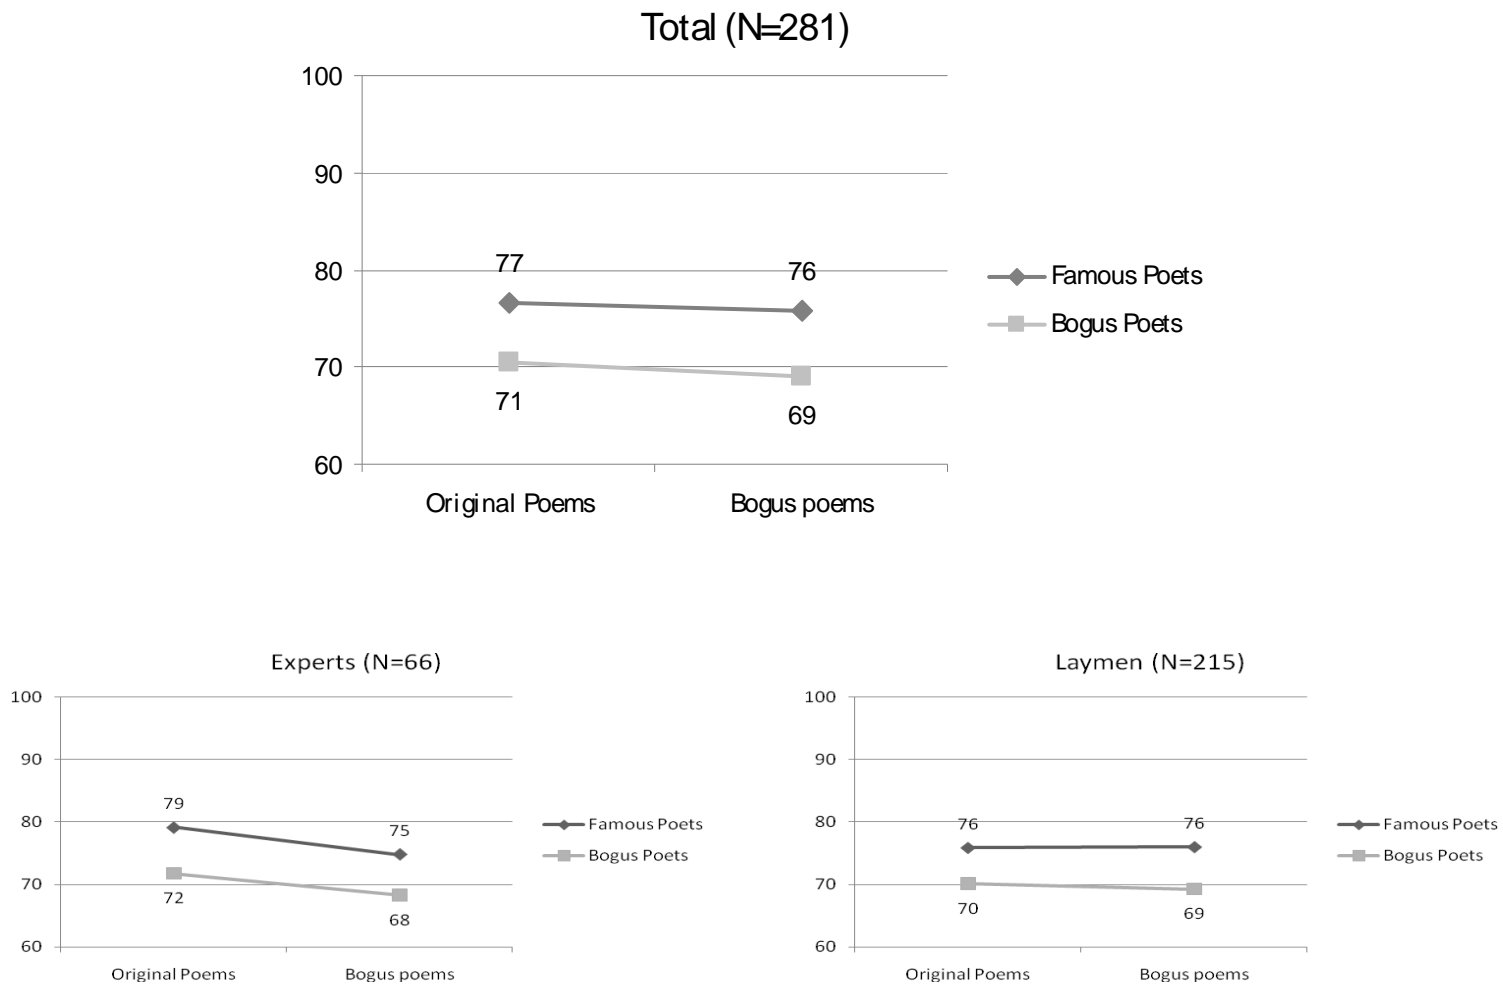 Total (N=281)
100
90
80
70
60
77
76
71
69
Famous Poets
Bogus Poets
Original Poems
Bogus poems
Experts (N=66)
100
90
80
70
60
79
75
72
68
Famous Poets
Bogus Poets
Original Poems
Bogus poems
Laymen (N=215)
100
90
80
70
60
76
76
70
69
Famous Poets
Bogus Poets
Original Poems
Bogus poems